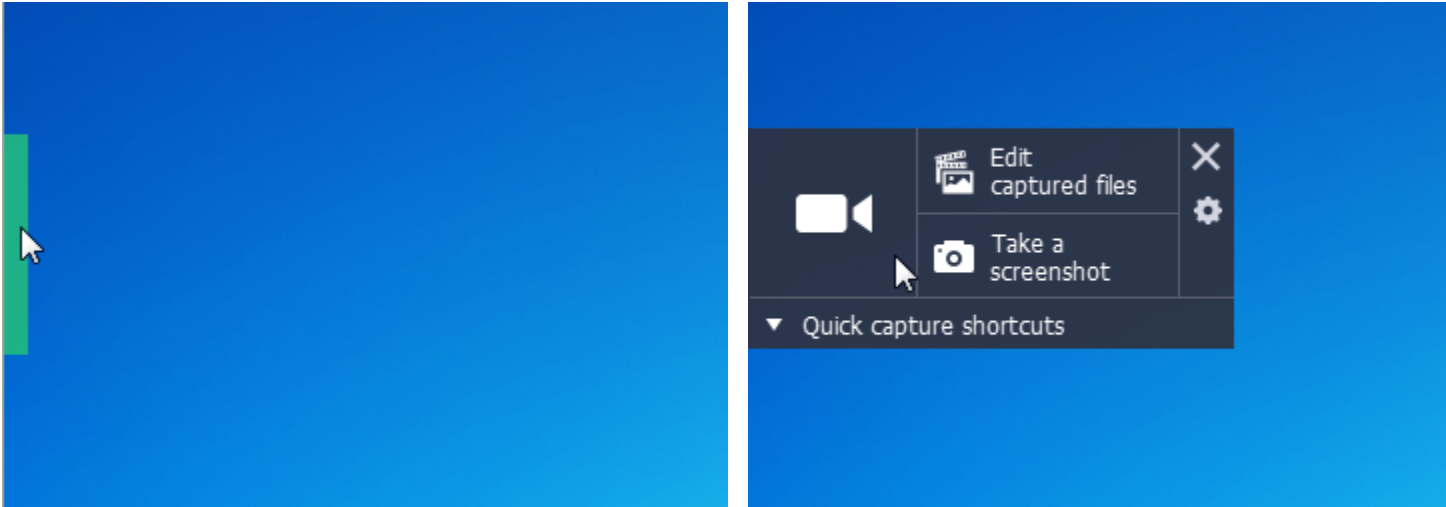 Edit
captured files
Take a
screenshot
Quick capture shortcuts